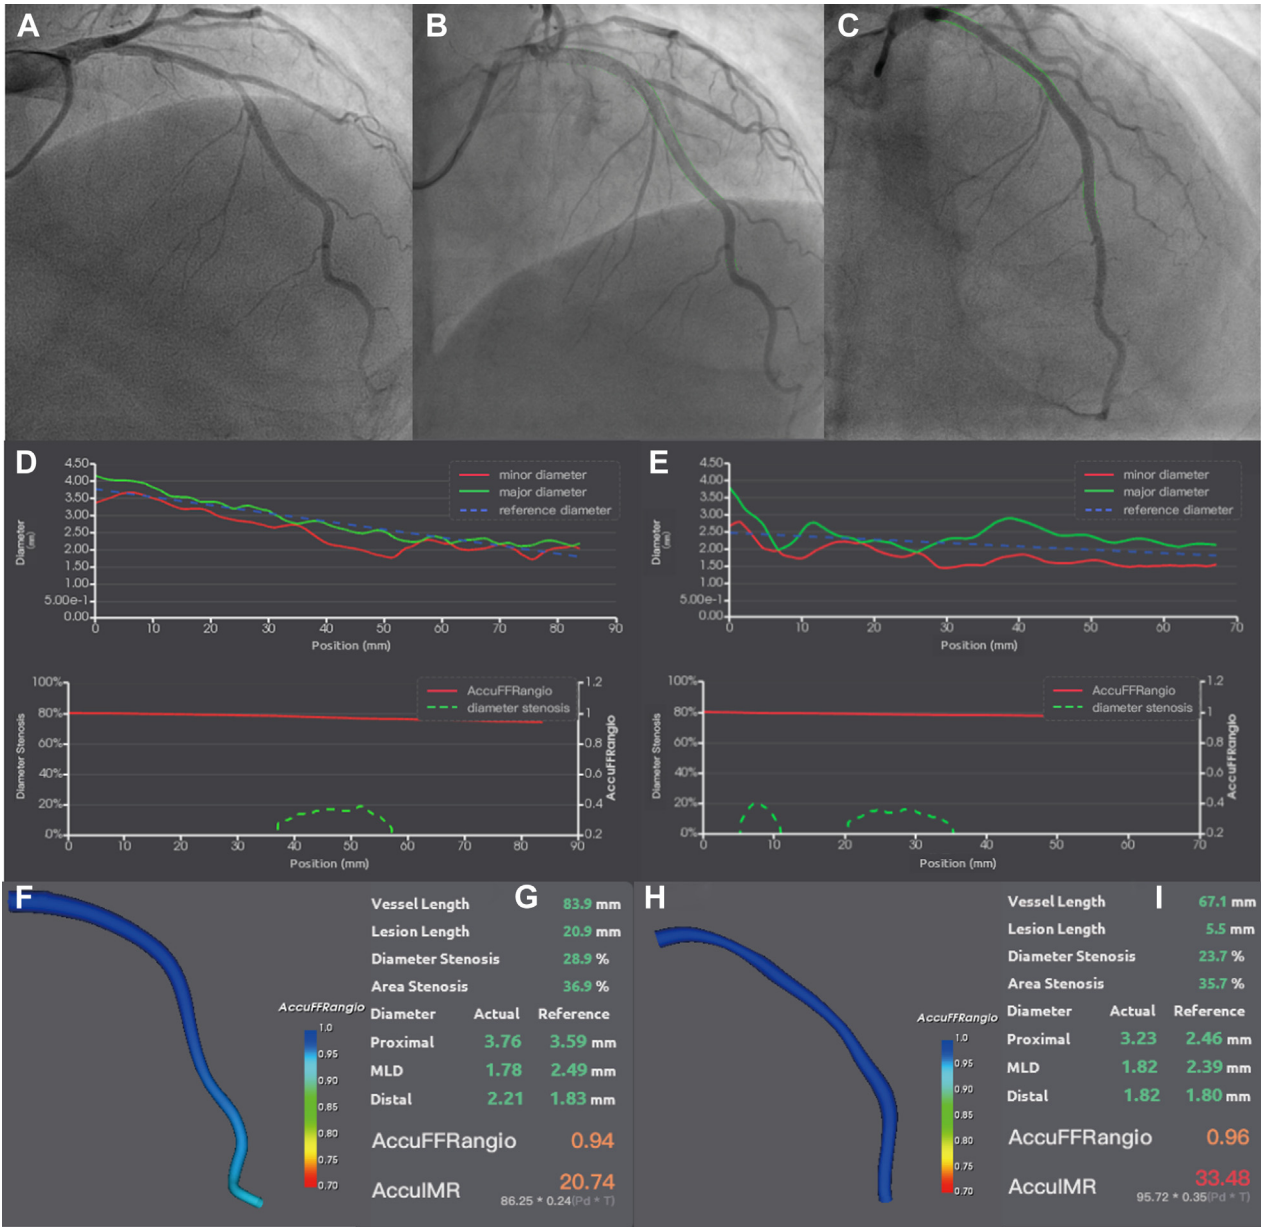 A
B
C
D
4.50
4.00
3.50
3.00
2.50
2.00
1.50
1.00
5.00e-1
0.00
Diameter
(mm)
minor diameter
major diameter
reference diameter
0 10 20 30 40 50 60 70 80 90
Position (mm)
E
4.50
4.00
3.50
3.00
2.50
2.00
1.50
1.00
5.00e-1
0.00
Diameter
(mm)
minor diameter
major diameter
reference diameter
0 10 20 30 40 50 60 70
Position (mm)
100%
80%
60%
40%
20%
0%
Diameter Stenosis
AccuFFRangio
diameter stenosis
1.2
1
0.8
0.6
0.4
0.2
AccuFFRangio
0 10 20 30 40 50 60 70 80 90
Position (mm)
100%
80%
60%
40%
20%
0%
Diameter Stenosis
AccuFFRangio
diameter stenosis
1.2
1
0.8
0.6
0.4
0.2
AccuFFRangio
0 10 20 30 40 50 60 70
Position (mm)
F
AccuFFRangio
1.0
0.95
0.90
0.85
0.80
0.75
0.70
G
Vessel Length 83.9 mm
Lesion Length 20.9 mm
Diameter Stenosis 28.9 %
Area Stenosis 36.9 %
Diameter Actual Reference
Proximal 3.76 3.59 mm
MLD 1.78 2.49 mm
Distal 2.21 1.83 mm
AccuFFRangio 0.94
AccuIMR 20.74
86.25 * 0.24(Pd * T)
H
AccuFFRangio
1.0
0.95
0.90
0.85
0.80
0.75
0.70
I
Vessel Length 67.1 mm
Lesion Length 5.5 mm
Diameter Stenosis 23.7 %
Area Stenosis 35.7 %
Diameter Actual Reference
Proximal 3.23 2.46 mm
MLD 1.82 2.39 mm
Distal 1.82 1.80 mm
AccuFFRangio 0.96
AccuIMR 33.48
95.72 * 0.35(Pd * T)